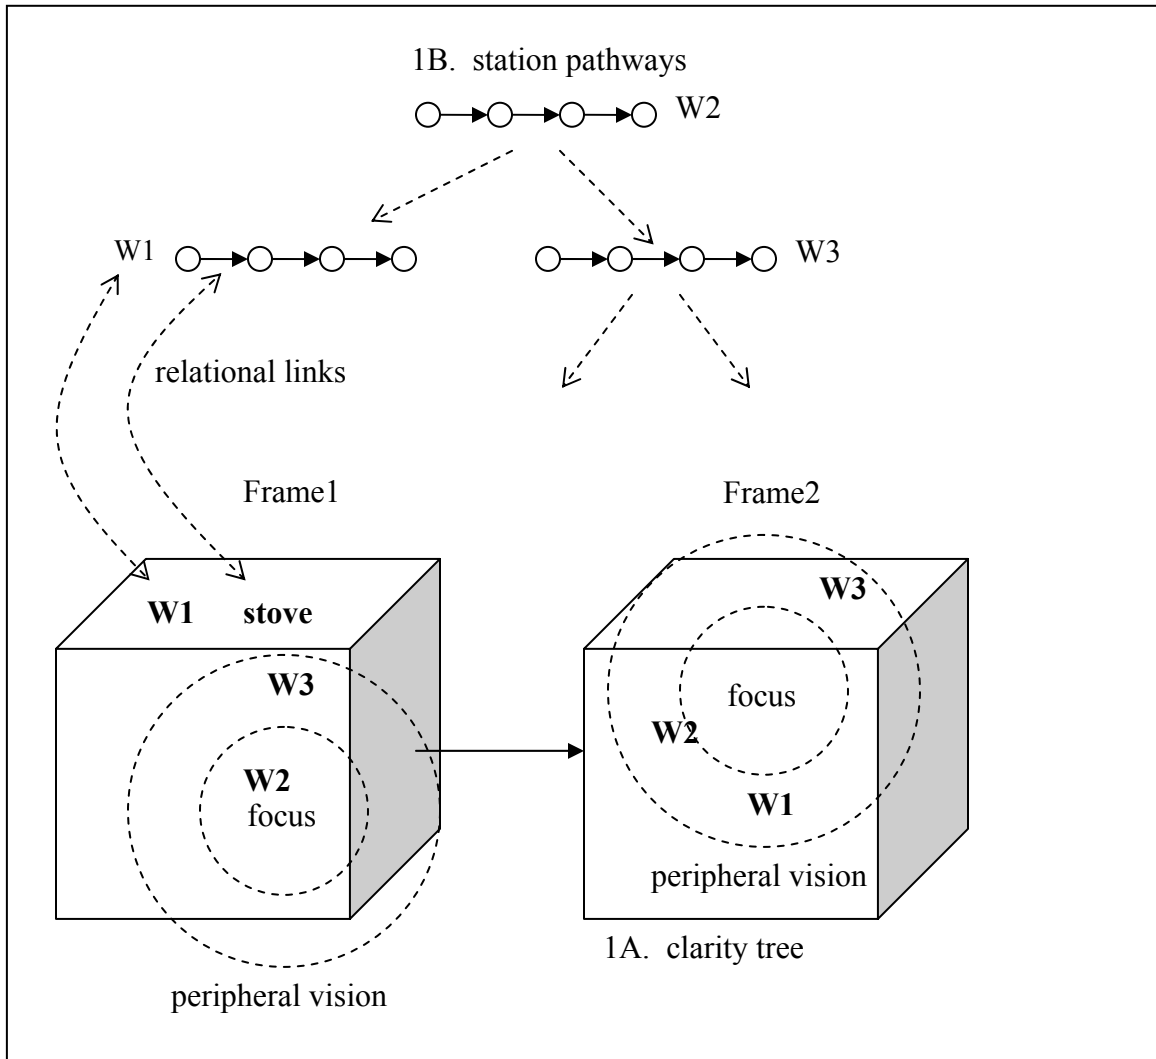 1B. station pathways
W2
W1
W3
relational links
Frame1
Frame2
W1 stove
W3
W3
W2
focus
focus
W2
W1
peripheral vision
1A. clarity tree
peripheral vision